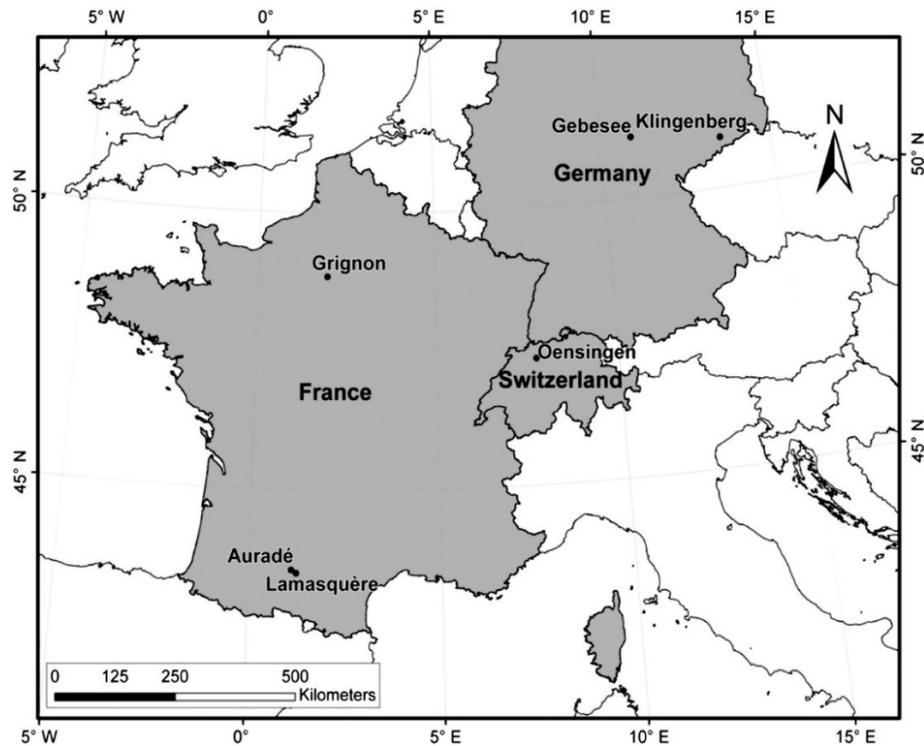 5° W 0° 5° E 10° E 15° E
N
Gebesee Klingenberg
Germany
50° N
50° N
Grignon
Oensingen
Switzerland
France
45° N
45° N
Auradé
Lamasquère
0 125 250 500
Kilometers
5° W 0° 5° E 10° E 15° E